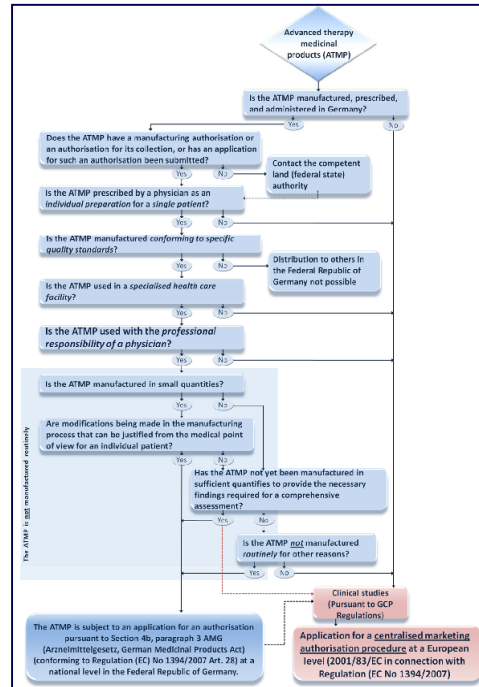 Advanced therapy
medicinal
products (ATMP)
Is the ATMP manufactured, prescribed,
and administered in Germany?
Yes
No
Does the ATMP have a manufacturing authorisation or
an authorisation for its collection, or has an application
for such an authorisation been submitted?
Yes
No
Contact the competent
land (federal state)
authority
Is the ATMP prescribed by a physician as an
individual preparation for a single patient?
Yes
No
Is the ATMP manufactured conforming to specific
quality standards?
Yes
No
Distribution to others in
the Federal Republic of
Germany not possible
Is the ATMP used in a specialised health care
facility?
Yes
No
Is the ATMP used with the professional
responsibility of a physician?
Yes
No
The ATMP is not manufactured routinely
Is the ATMP manufactured in small quantities?
Yes
No
Are modifications being made in the manufacturing
process that can be justified from the medical point
of view for an individual patient?
Yes
No
Has the ATMP not yet been manufactured in
sufficient quantifies to provide the necessary
findings required for a comprehensive
assessment?
Yes
No
Is the ATMP not manufactured
routinely for other reasons?
Yes
No
Clinical studies
(Pursuant to GCP
Regulations)
The ATMP is subject to an application for an authorisation
pursuant to Section 4b, paragraph 3 AMG
(Arzneimittelgesetz, German Medicinal Products Act)
(conforming to Regulation (EC) No 1394/2007 Art. 28) at a
national level in the Federal Republic of Germany.
Application for a centralised marketing
authorisation procedure at a European
level (2001/83/EC in connection with
Regulation (EC) No 1394/2007)